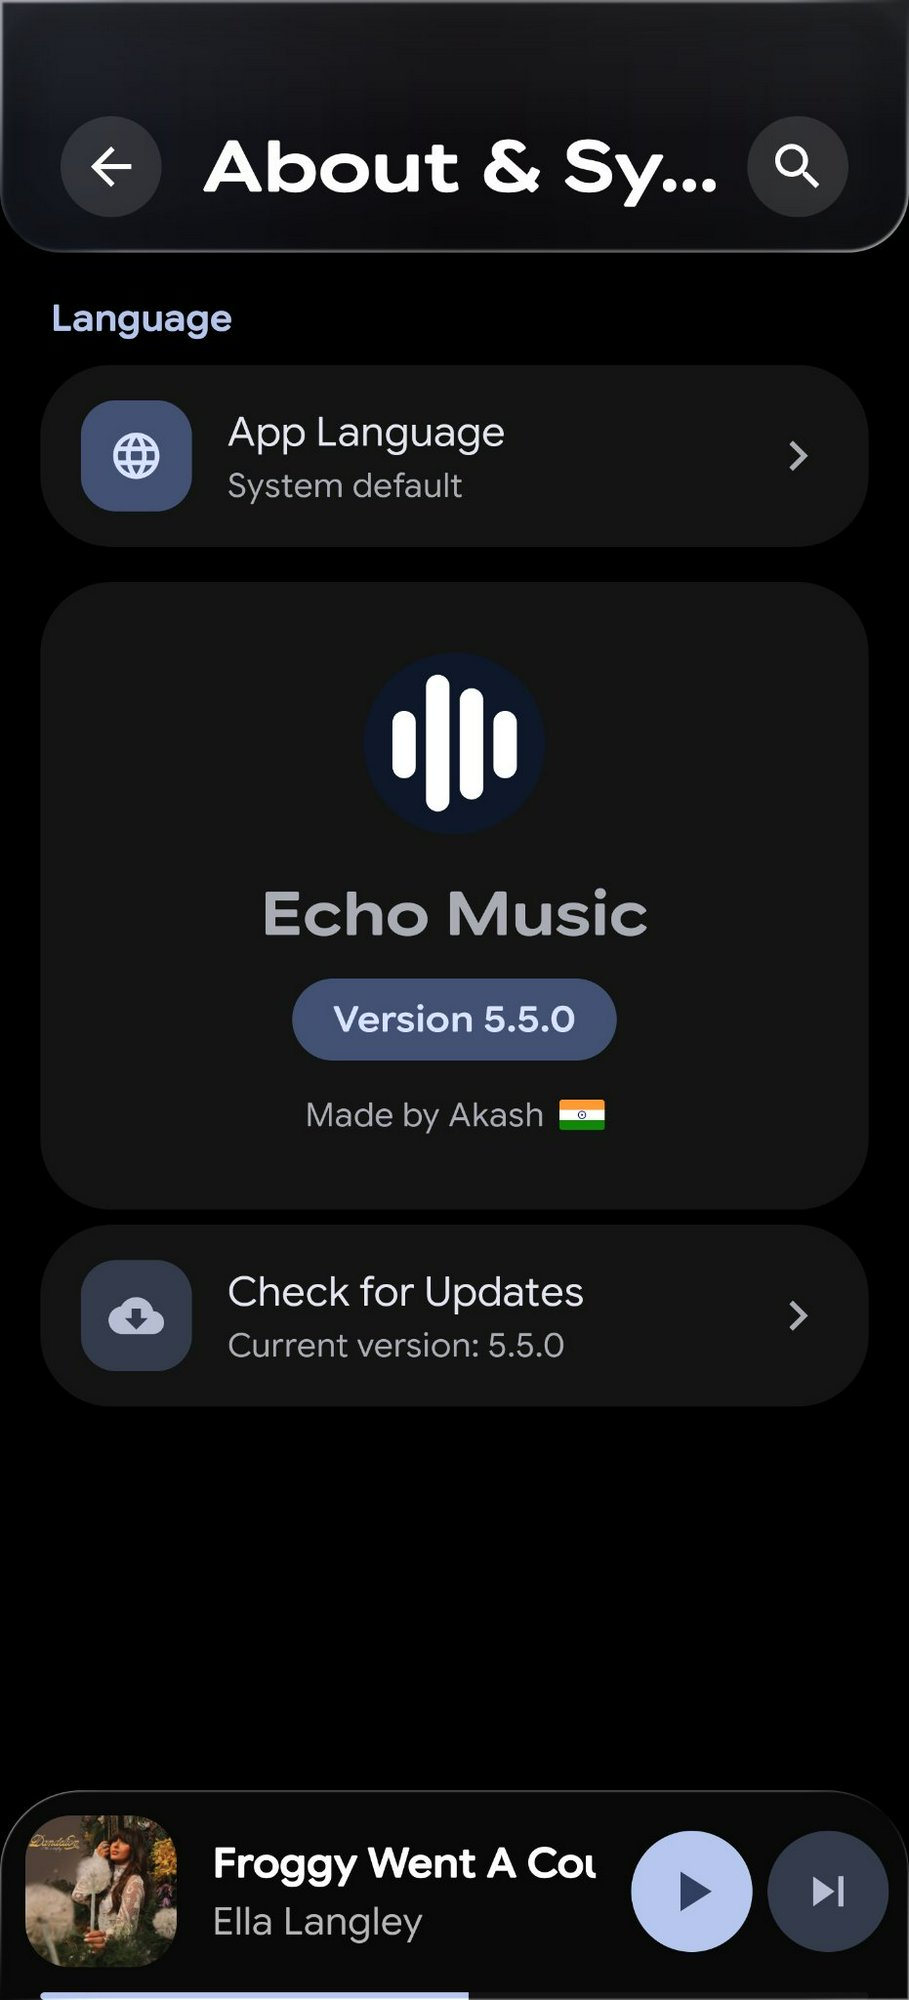 About & Sy...
Language
App Language
System default
Echo Music
Version 5.5.0
Made by Akash
Check for Updates
Current version: 5.5.0
Dandelion
Froggy Went A Cou
Ella Langley